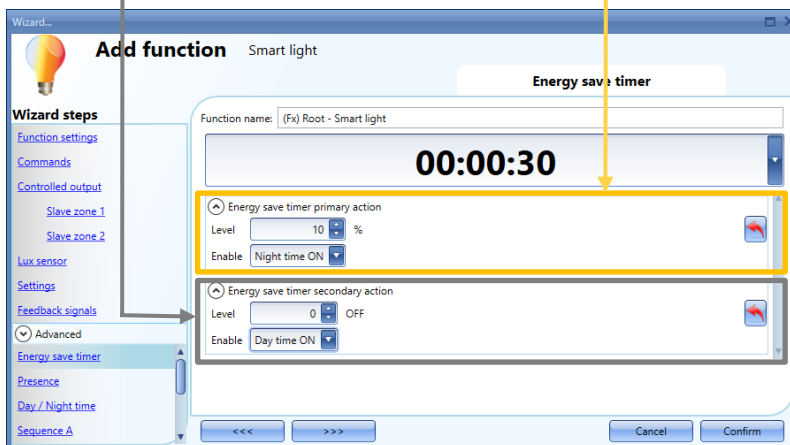 Wizard...
Add function Smart light
Energy save timer
Wizard steps
Function settings
Commands
Controlled output
Slave zone 1
Slave zone 2
Lux sensor
Settings
Feedback signals
Advanced
Energy save timer
Presence
Day / Night time
Sequence A
Function name: (Fx) Root - Smart light
00:00:30
Energy save timer primary action
Level 10 %
Enable Night time ON
Energy save timer secondary action
Level 0 OFF
Enable Day time ON
<<< >>> Cancel Confirm